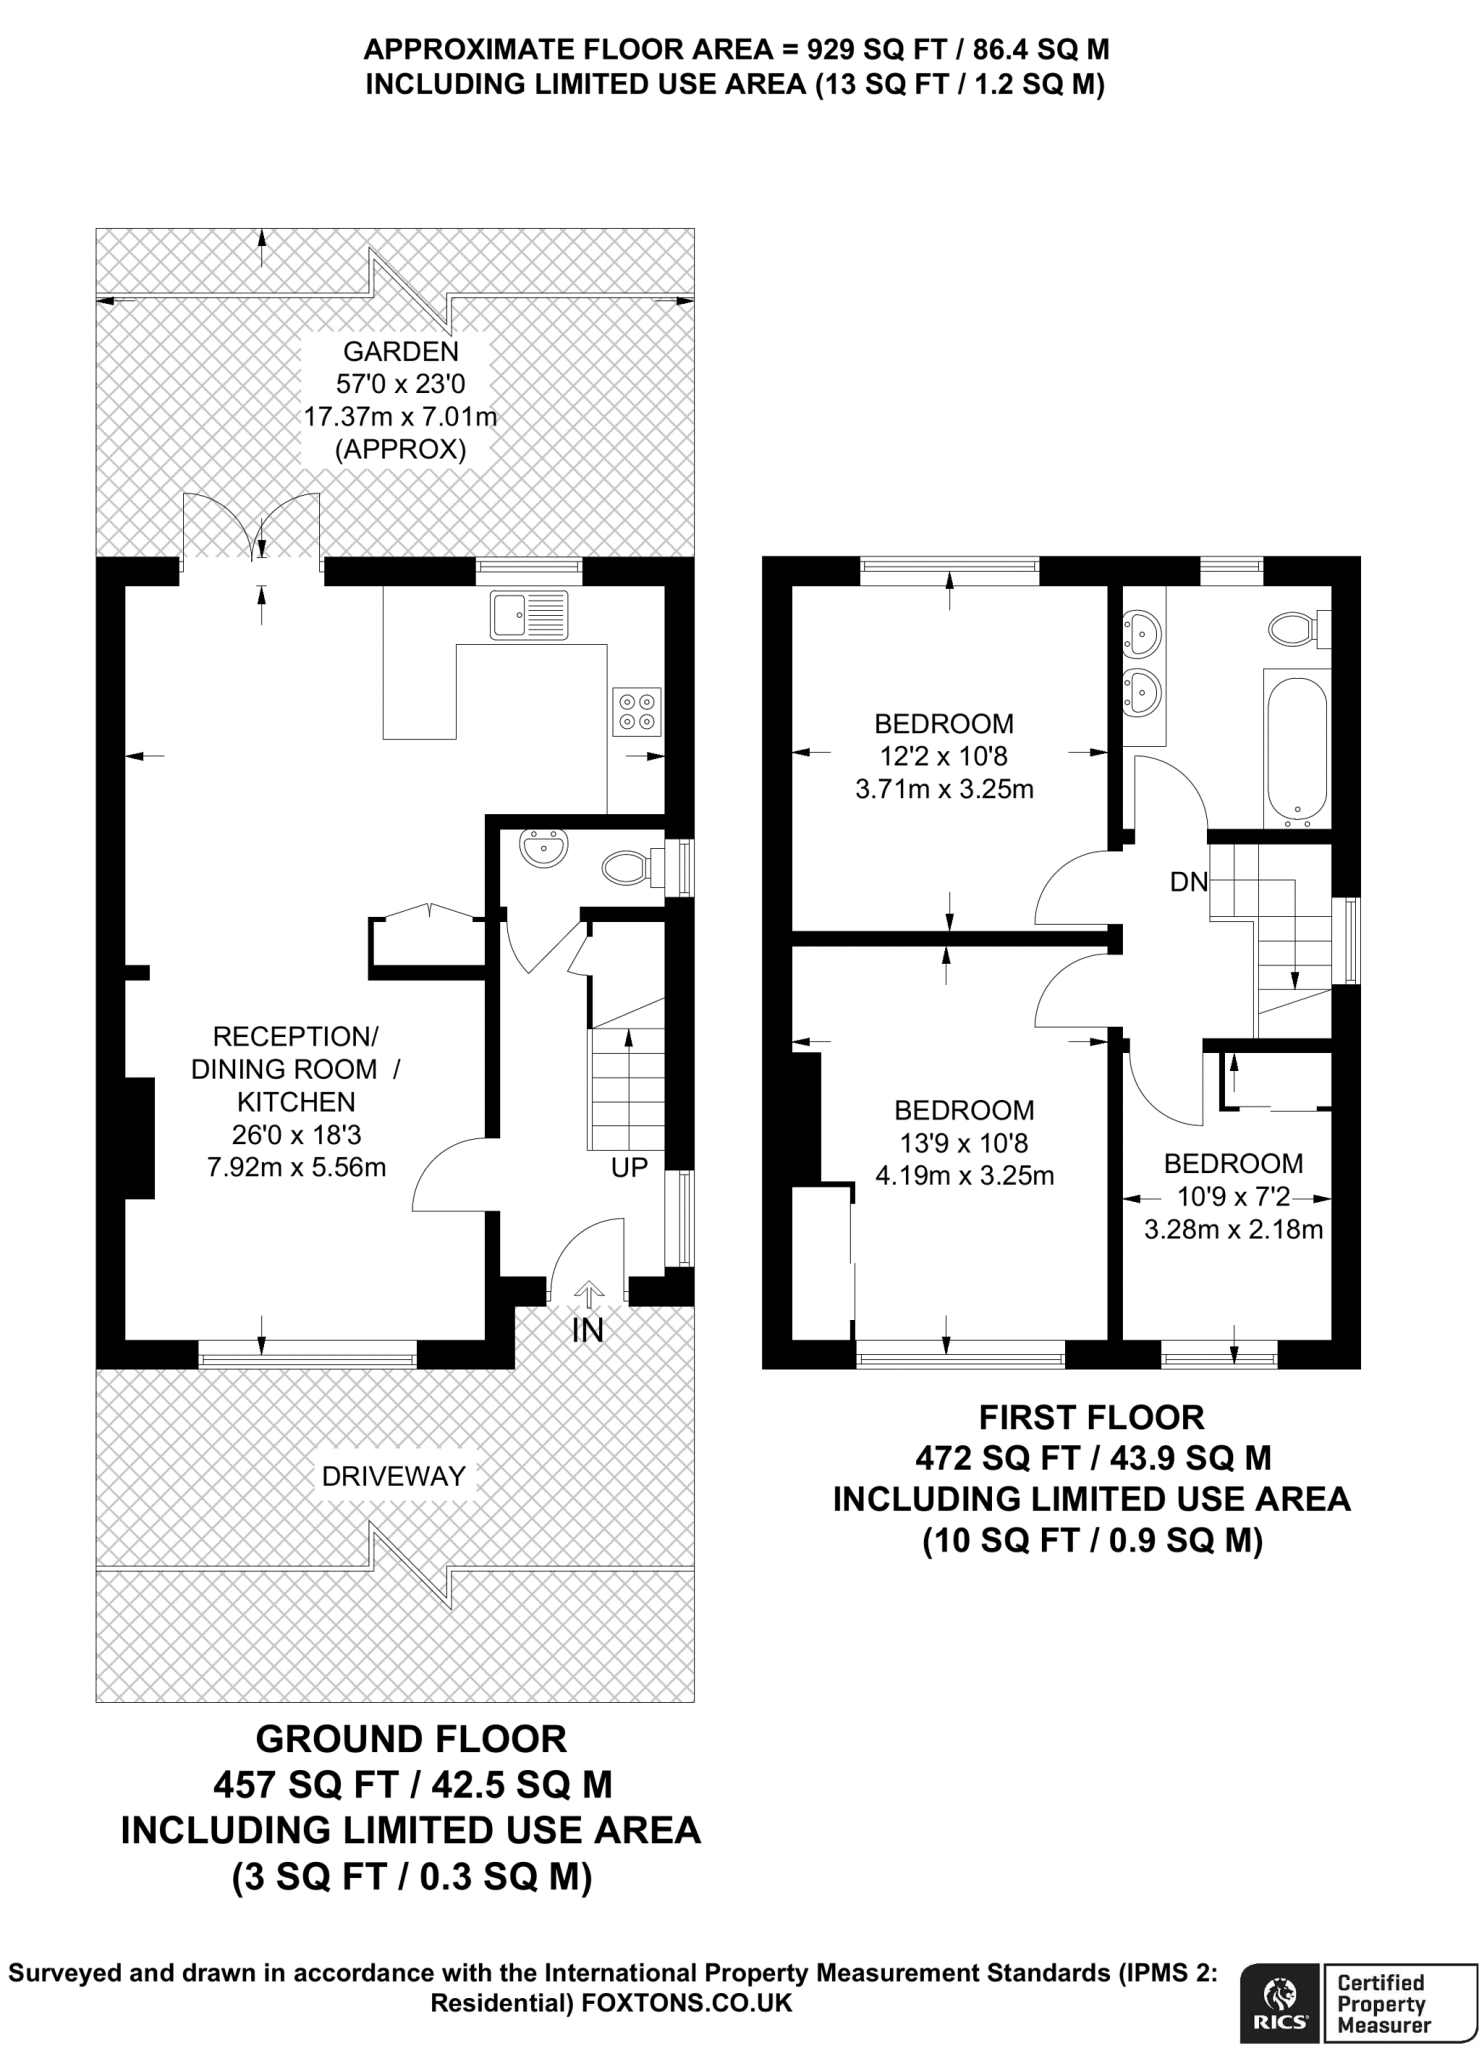 APPROXIMATE FLOOR AREA = 929 SQ FT / 86.4 SQ M
INCLUDING LIMITED USE AREA (13 SQ FT / 1.2 SQ M)
GARDEN
57'0 x 23'0
17.37m x 7.01m
(APPROX)
RECEPTION/
DINING ROOM /
KITCHEN
26'0 x 18'3
7.92m x 5.56m
UP
IN
DRIVEWAY
GROUND FLOOR
457 SQ FT / 42.5 SQ M
INCLUDING LIMITED USE AREA
(3 SQ FT / 0.3 SQ M)
BEDROOM
12'2 x 10'8
3.71m x 3.25m
DN
BEDROOM
13'9 x 10'8
4.19m x 3.25m
BEDROOM
10'9 x 7'2
3.28m x 2.18m
FIRST FLOOR
472 SQ FT / 43.9 SQ M
INCLUDING LIMITED USE AREA
(10 SQ FT / 0.9 SQ M)
Surveyed and drawn in accordance with the International Property Measurement Standards (IPMS 2:
Residential) FOXTONS.CO.UK
RICS
Certified
Property
Measurer